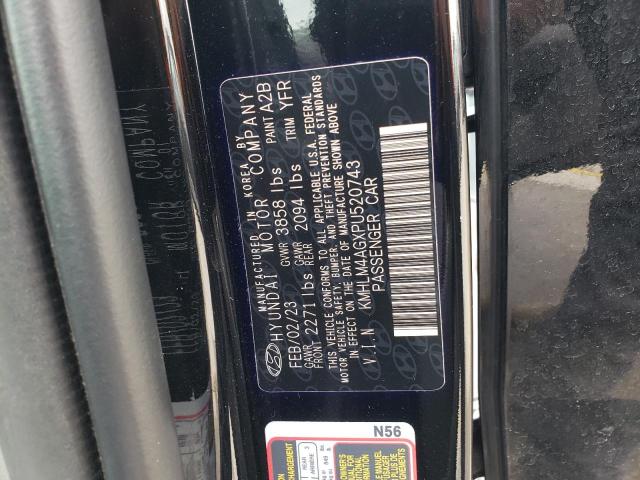 MANUFACTURED IN KOREA BY
HYUNDAI MOTOR COMPANY
FEB/02/23 GVWR 3858 lbs PAINT A2B
GAWR FRONT 2271 lbs GAWR REAR 2094 lbs TRIM YFR
THIS VEHICLE CONFORMS TO ALL APPLICABLE U.S.A. FEDERAL
MOTOR VEHICLE SAFETY, BUMPER, AND THEFT PREVENTION STANDARDS
IN EFFECT ON THE DATE OF MANUFACTURE SHOWN ABOVE
V.I.N KMHLM4AGXPU520743
PASSENGER CAR
N56